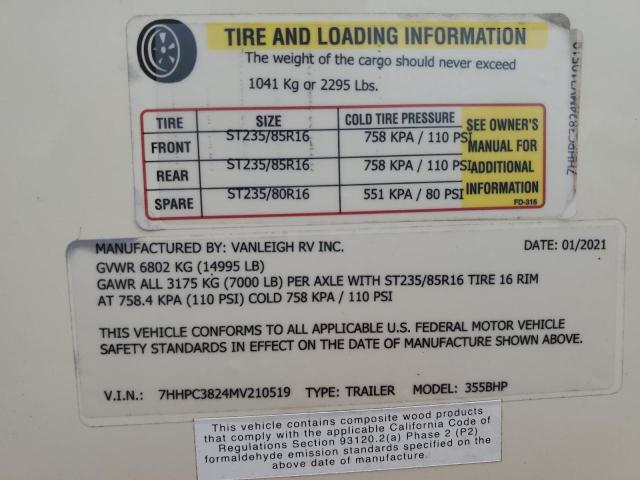 TIRE AND LOADING INFORMATION
The weight of the cargo should never exceed
1041 Kg or 2295 Lbs.
TIRE SIZE COLD TIRE PRESSURE
FRONT ST235/85R16 758 KPA / 110 PSI
REAR ST235/85R16 758 KPA / 110 PSI
SPARE ST235/80R16 551 KPA / 80 PSI
SEE OWNER'S
MANUAL FOR
ADDITIONAL
INFORMATION
FD-316
7HHPC3824MV210519
MANUFACTURED BY: VANLEIGH RV INC. DATE: 01/2021
GVWR 6802 KG (14995 LB)
GAWR ALL 3175 KG (7000 LB) PER AXLE WITH ST235/85R16 TIRE 16 RIM
AT 758.4 KPA (110 PSI) COLD 758 KPA / 110 PSI
THIS VEHICLE CONFORMS TO ALL APPLICABLE U.S. FEDERAL MOTOR VEHICLE
SAFETY STANDARDS IN EFFECT ON THE DATE OF MANUFACTURE SHOWN ABOVE.
V.I.N.: 7HHPC3824MV210519 TYPE: TRAILER MODEL: 355BHP
This vehicle contains composite wood products
that comply with the applicable California Code of
Regulations Section 93120.2(a) Phase 2 (P2)
formaldehyde emission standards specified on the
above date of manufacture.